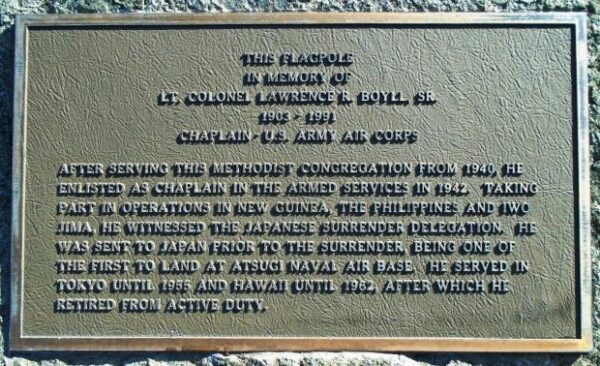 THIS FLAGPOLE
IN MEMORY OF
LT. COLONEL LAWRENCE R. BOYLL, SR.
1903 - 1991
CHAPLAIN - U.S. ARMY AIR CORPS
AFTER SERVING THIS METHODIST CONGREGATION FROM 1940, HE
ENLISTED AS CHAPLAIN IN THE ARMED SERVICES IN 1942. TAKING
PART IN OPERATIONS IN NEW GUINEA, THE PHILIPPINES AND IWO
JIMA, HE WITNESSED THE JAPANESE SURRENDER DELEGATION. HE
WAS SENT TO JAPAN PRIOR TO THE SURRENDER, BEING ONE OF
THE FIRST TO LAND AT ATSUGI NAVAL AIR BASE. HE SERVED IN
TOKYO UNTIL 1955 AND HAWAII UNTIL 1962, AFTER WHICH HE
RETIRED FROM ACTIVE DUTY.